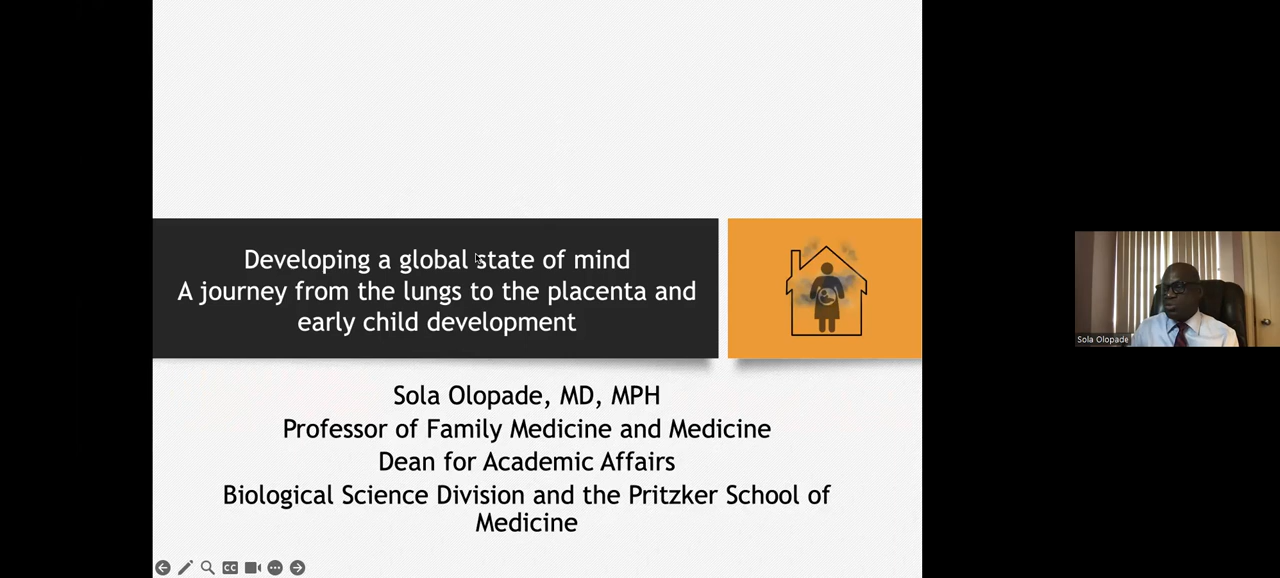 Developing a global state of mind
A journey from the lungs to the placenta and
early child development
Sola Olopade, MD, MPH
Professor of Family Medicine and Medicine
Dean for Academic Affairs
Biological Science Division and the Pritzker School of
Medicine
Sola Olopade
CC